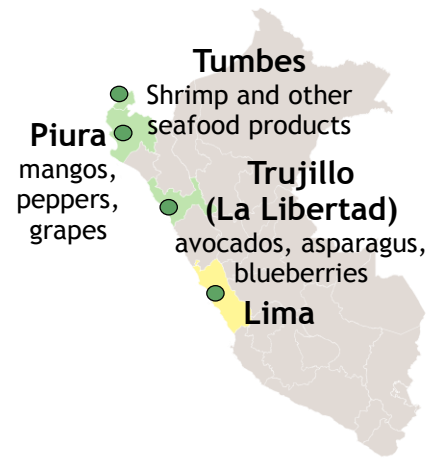 Tumbes
Shrimp and other
seafood products
Piura
mangos,
peppers,
grapes
Trujillo
(La Libertad)
avocados, asparagus,
blueberries
Lima